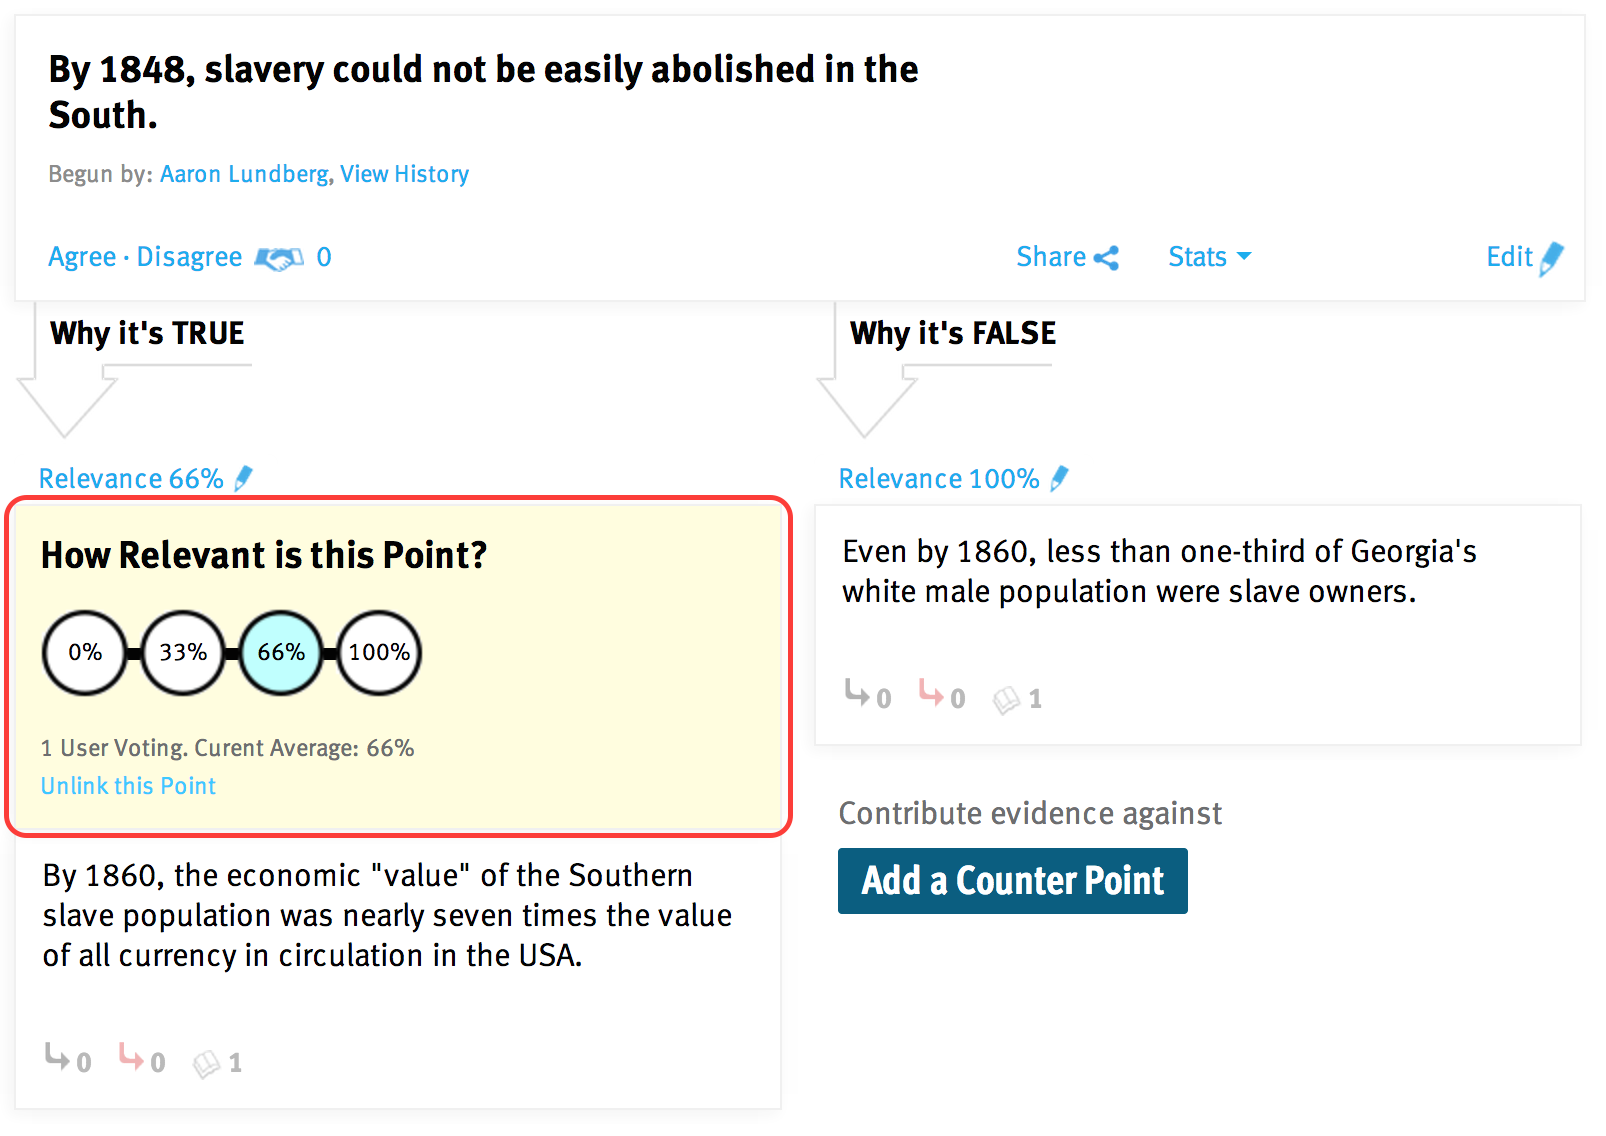 By 1848, slavery could not be easily abolished in the
South.
Begun by: Aaron Lundberg, View History
Agree · Disagree 0
Share
Stats
Edit
Why it's TRUE
Relevance 66%
How Relevant is this Point?
0% 33% 66% 100%
1 User Voting. Curent Average: 66%
Unlink this Point
By 1860, the economic "value" of the Southern
slave population was nearly seven times the value
of all currency in circulation in the USA.
0 0 1
Why it's FALSE
Relevance 100%
Even by 1860, less than one-third of Georgia's
white male population were slave owners.
0 0 1
Contribute evidence against
Add a Counter Point